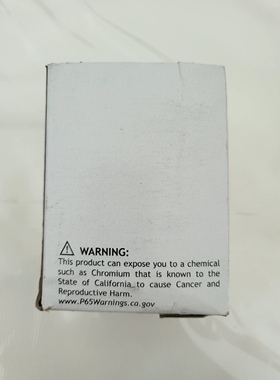 ⚠ WARNING:
This product can expose you to a chemical
such as Chromium that is known to the
State of California to cause Cancer and
Reproductive Harm.
www.P65Warnings.ca.gov